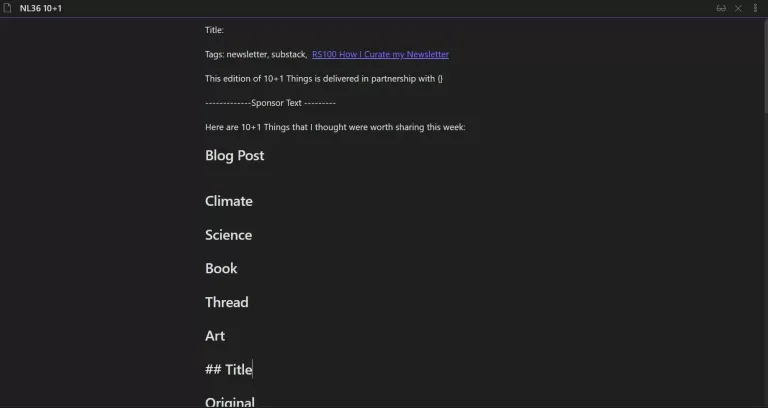 NL36 10+1
Title:
Tags: newsletter, substack, RS100 How I Curate my Newsletter
This edition of 10+1 Things is delivered in partnership with {}
-------------Sponsor Text ---------
Here are 10+1 Things that I thought were worth sharing this week:
Blog Post
Climate
Science
Book
Thread
Art
## Title
Original